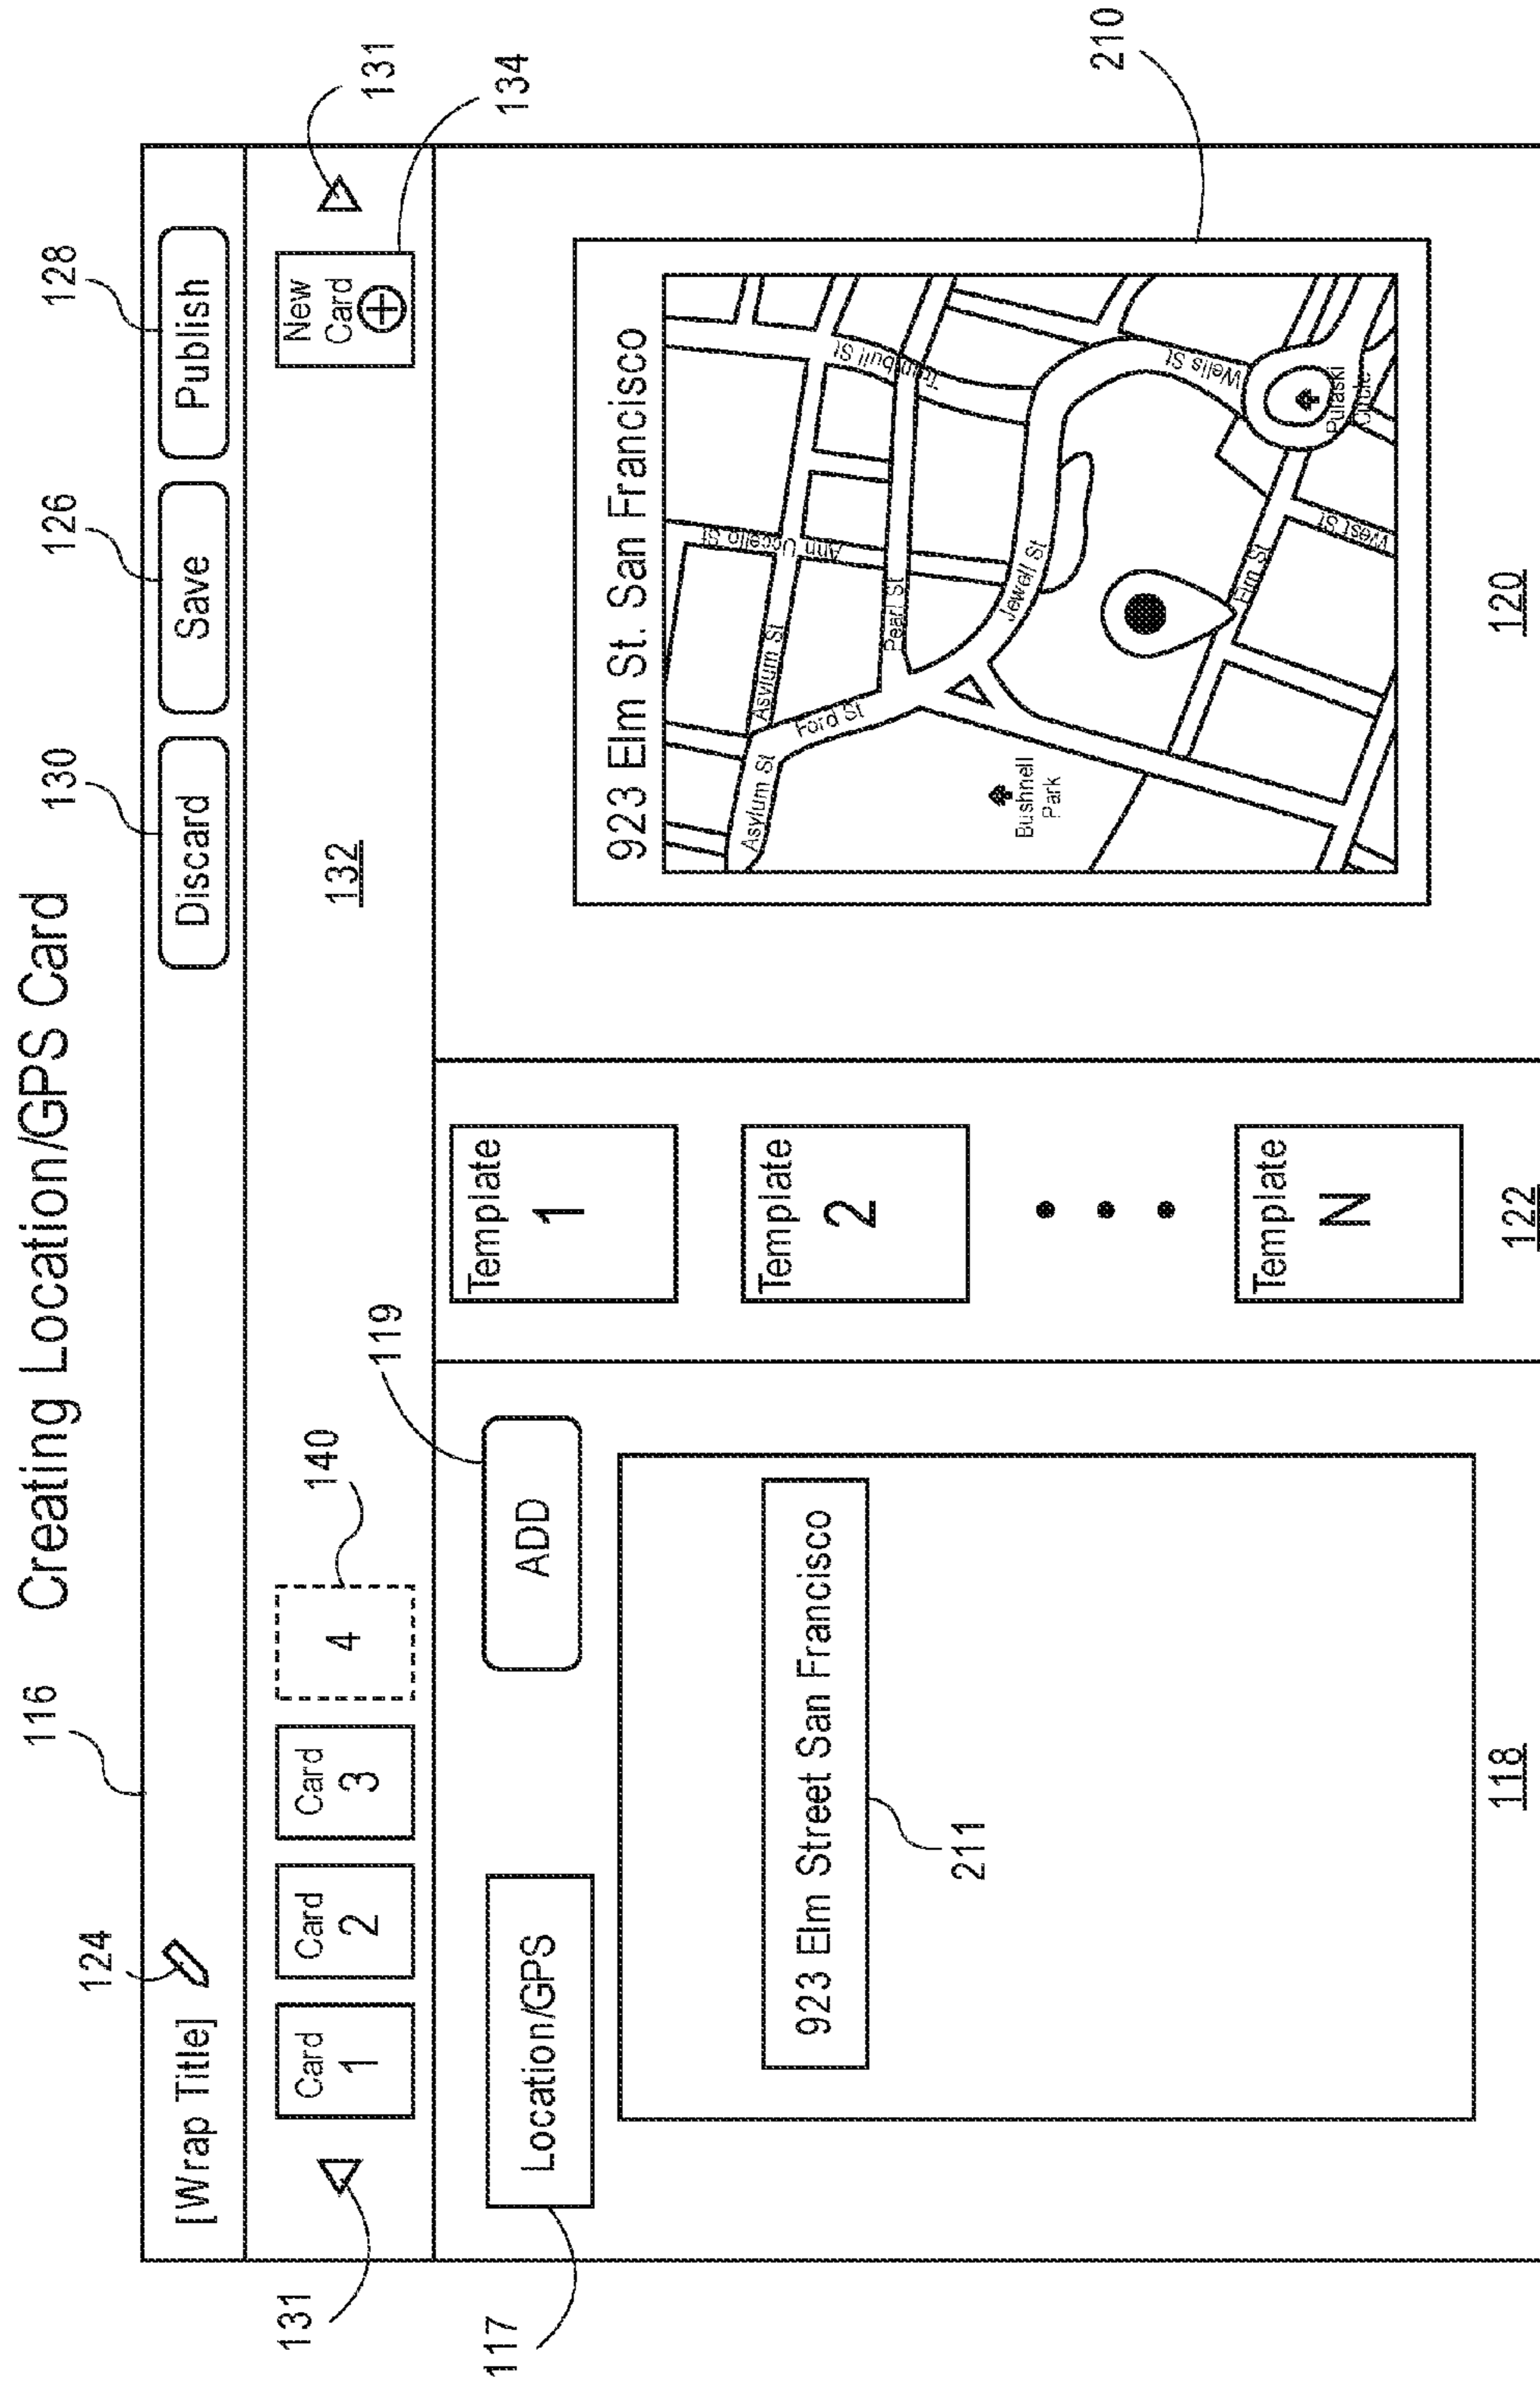 Creating Location/GPS Card
116
124
130
126
128
[Wrap Title]
Discard
Save
Publish
131
Card
1
Card
2
Card
3
4
140
132
New
Card
131
134
117
Location/GPS
ADD
119
923 Elm Street San Francisco
211
118
Template
1
Template
2
Template
N
122
923 Elm St. San Francisco
Asylum St
Asylum St
Ford St
Pearl St
Ann Uccello St
Trumbull St
Jewell St
Wells St
Bushnell
Park
Elm St
West St
Pulaski
Circle
210
120